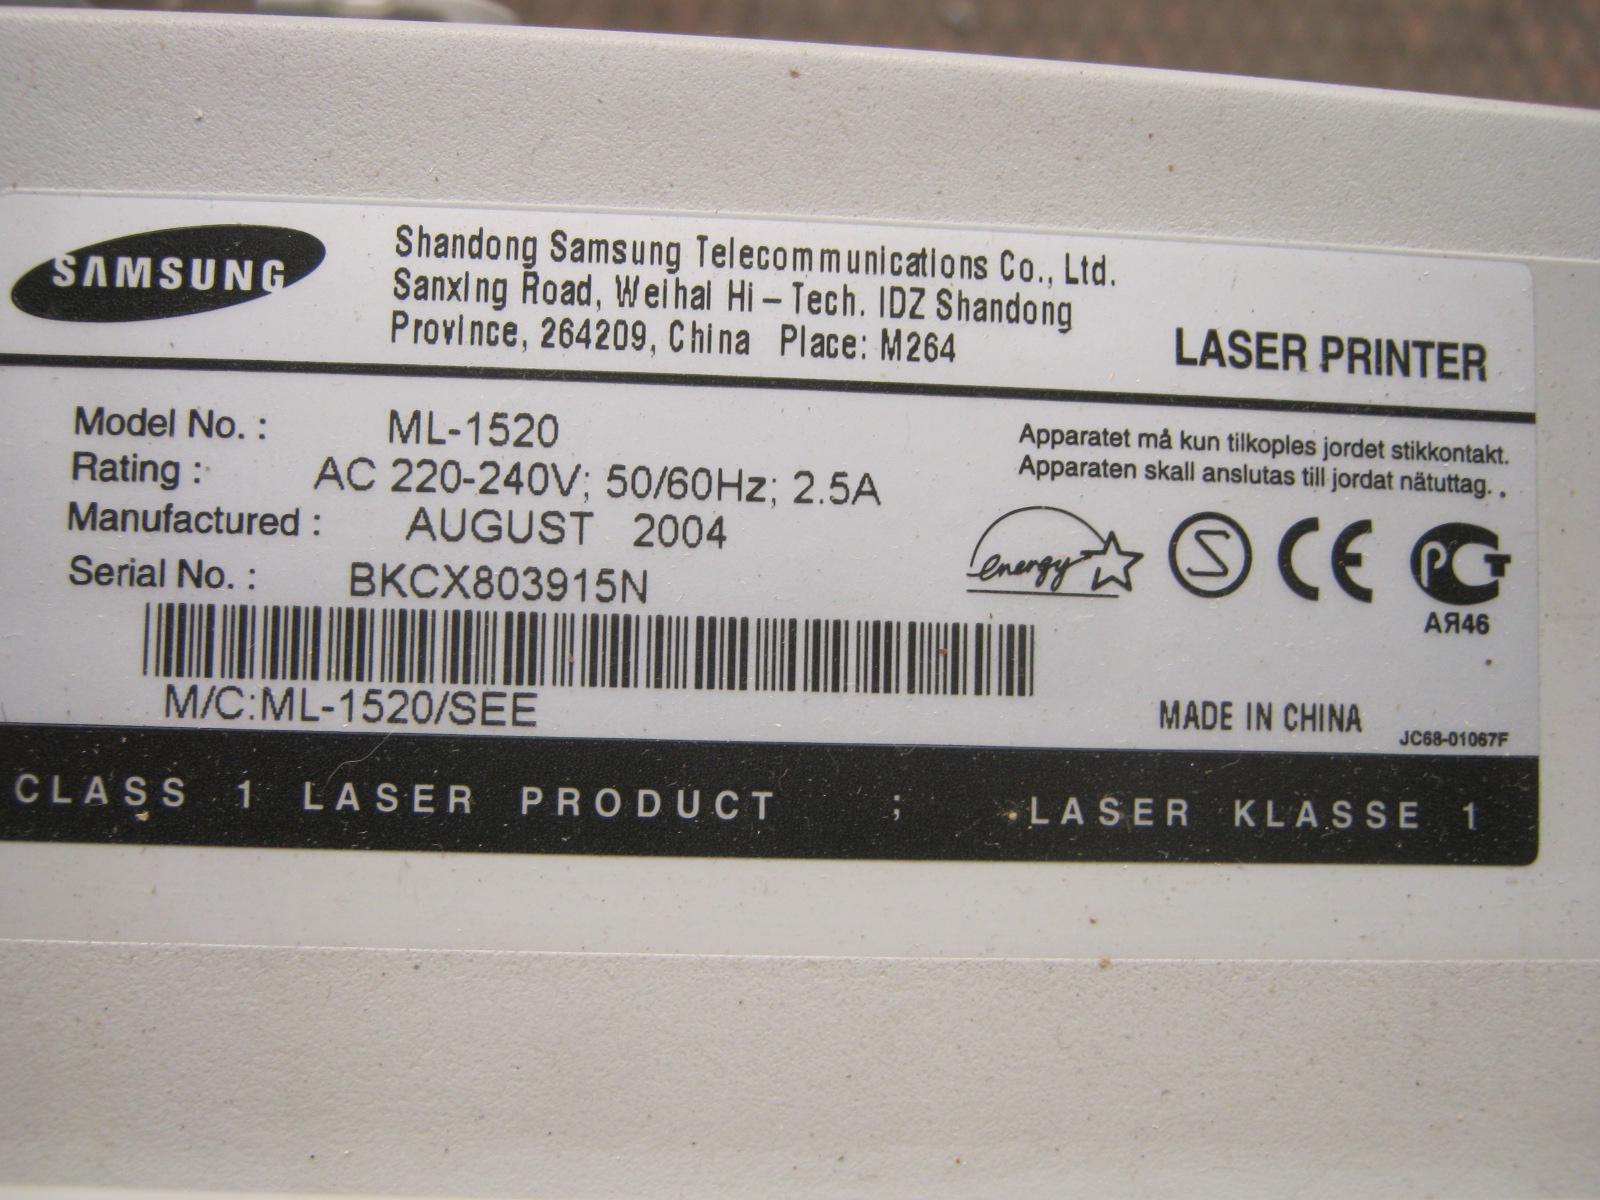 SAMSUNG
Shandong Samsung Telecommunications Co., Ltd.
Sanxing Road, Weihai Hi - Tech. IDZ Shandong
Province, 264209, China Place: M264
LASER PRINTER
Model No. : ML-1520
Rating : AC 220-240V; 50/60Hz; 2.5A
Manufactured : AUGUST 2004
Serial No. : BKCX803915N
M/C:ML-1520/SEE
Apparatet må kun tilkoples jordet stikkontakt.
Apparaten skall anslutas till jordat nätuttag. .
energy
S CE PCT
АЯ46
MADE IN CHINA
JC68-01067F
CLASS 1 LASER PRODUCT ; LASER KLASSE 1